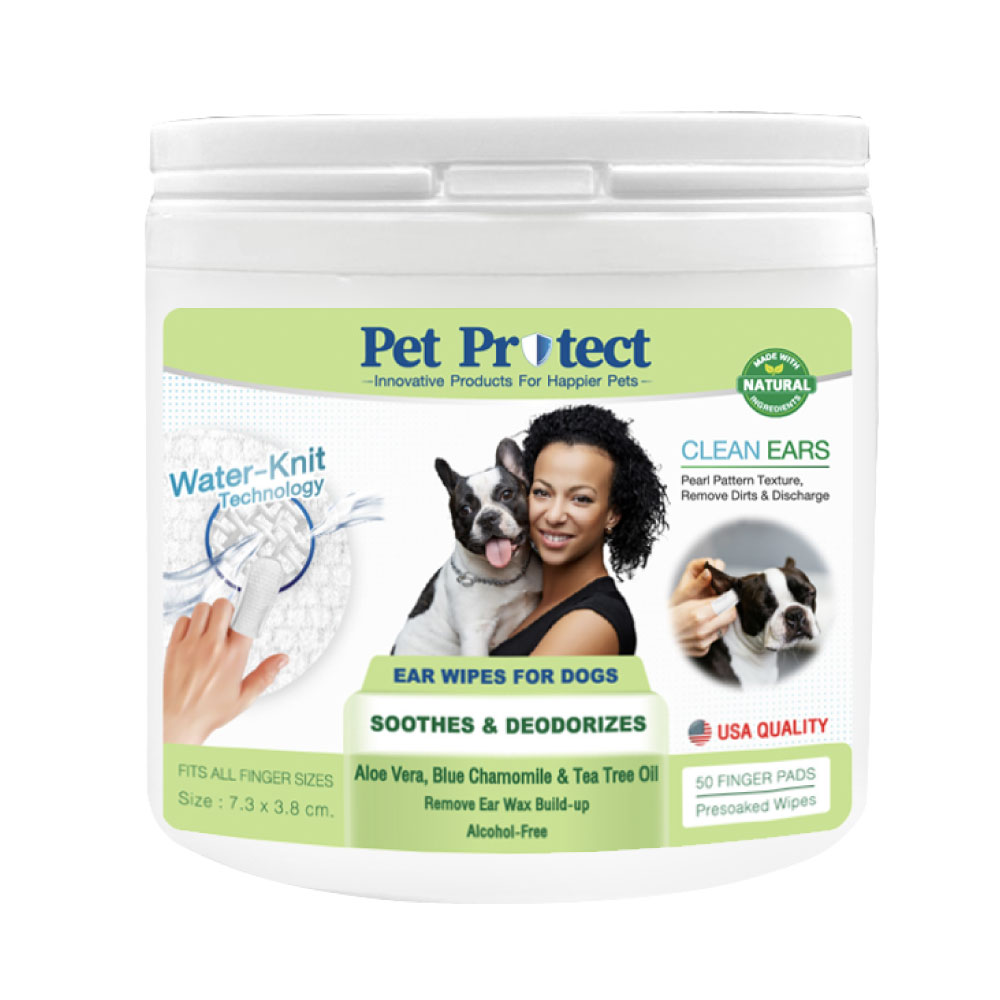 Pet Protect
Innovative Products For Happier Pets
MADE WITH
NATURAL
INGREDIENTS
Water-Knit
Technology
CLEAN EARS
Pearl Pattern Texture,
Remove Dirts & Discharge
EAR WIPES FOR DOGS
SOOTHES & DEODORIZES
Aloe Vera, Blue Chamomile & Tea Tree Oil
Remove Ear Wax Build-up
Alcohol-Free
USA QUALITY
FITS ALL FINGER SIZES
Size : 7.3 x 3.8 cm.
50 FINGER PADS
Presoaked Wipes